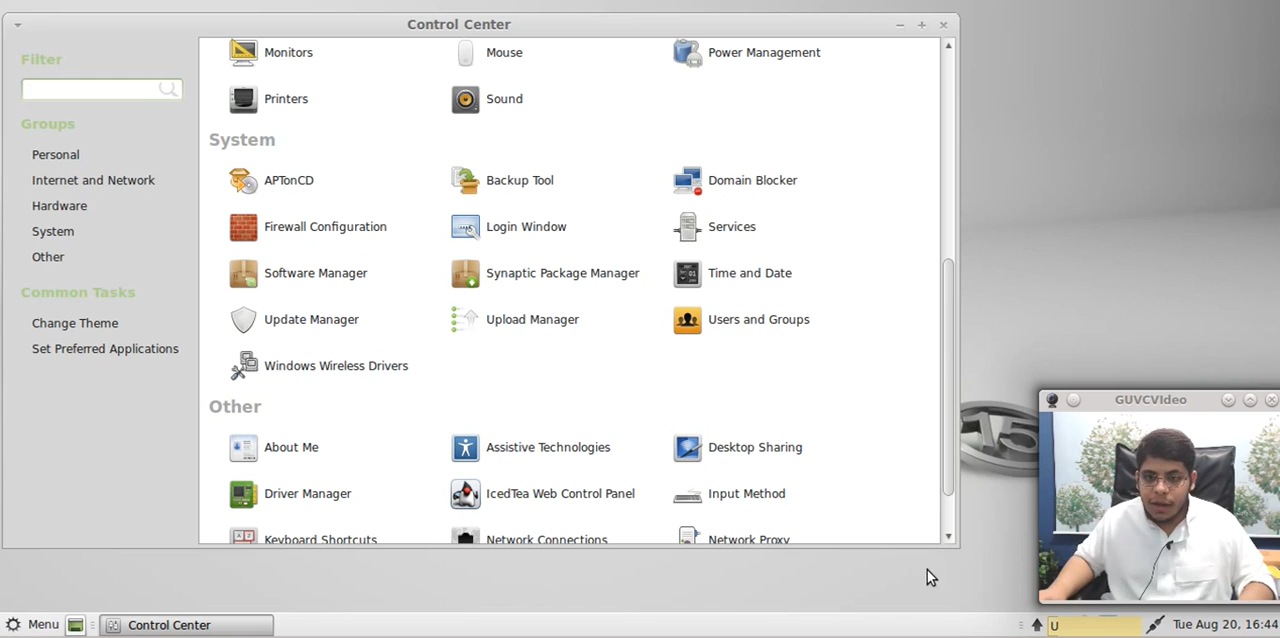 Control Center
Filter
Groups
Personal
Internet and Network
Hardware
System
Other
Common Tasks
Change Theme
Set Preferred Applications
Monitors
Mouse
Power Management
Printers
Sound
System
APTonCD
Backup Tool
Domain Blocker
Firewall Configuration
Login Window
Services
Software Manager
Synaptic Package Manager
Time and Date
Update Manager
Upload Manager
Users and Groups
Windows Wireless Drivers
Other
About Me
Assistive Technologies
Desktop Sharing
Driver Manager
IcedTea Web Control Panel
Input Method
Keyboard Shortcuts
Network Connections
Network Proxy
15
GUVCVIdeo
Menu
Control Center
U
Tue Aug 20, 16:44